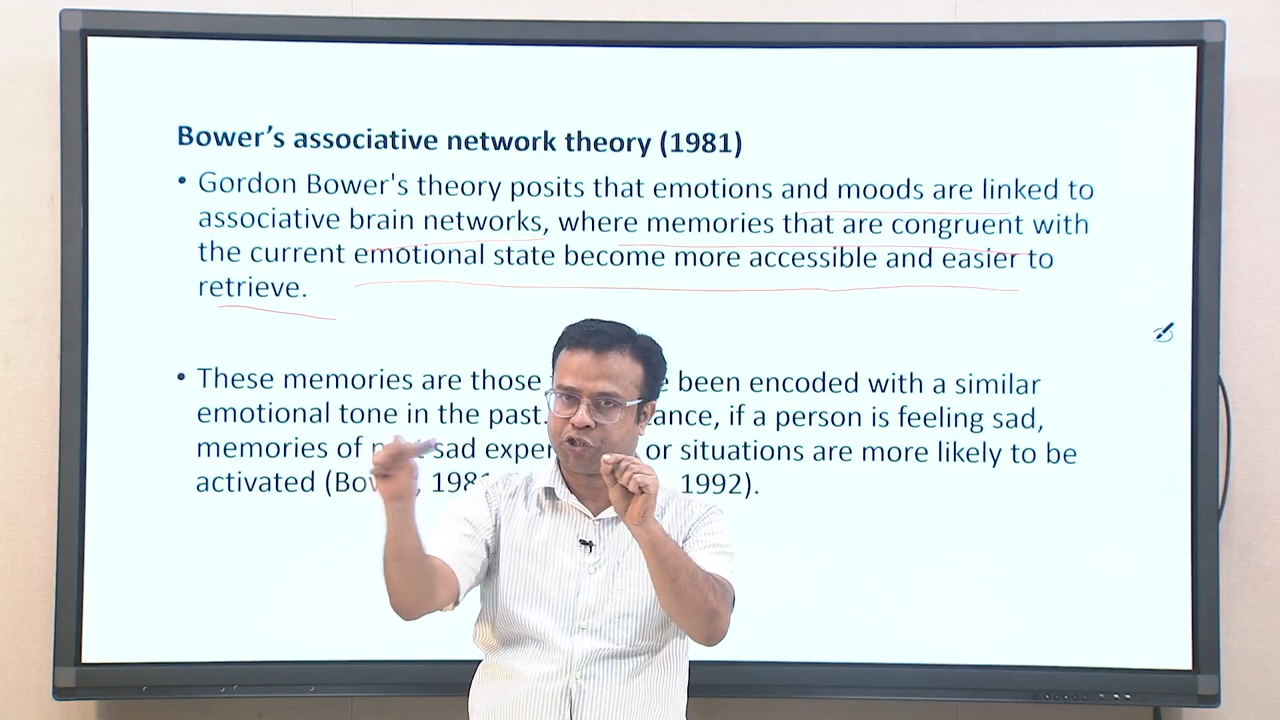 Bower's associative network theory (1981)
• Gordon Bower's theory posits that emotions and moods are linked to
associative brain networks, where memories that are congruent with
the current emotional state become more accessible and easier to
retrieve.
• These memories are those been encoded with a similar
emotional tone in the past. if a person is feeling sad,
memories of sad or situations are more likely to be
activated 1992).